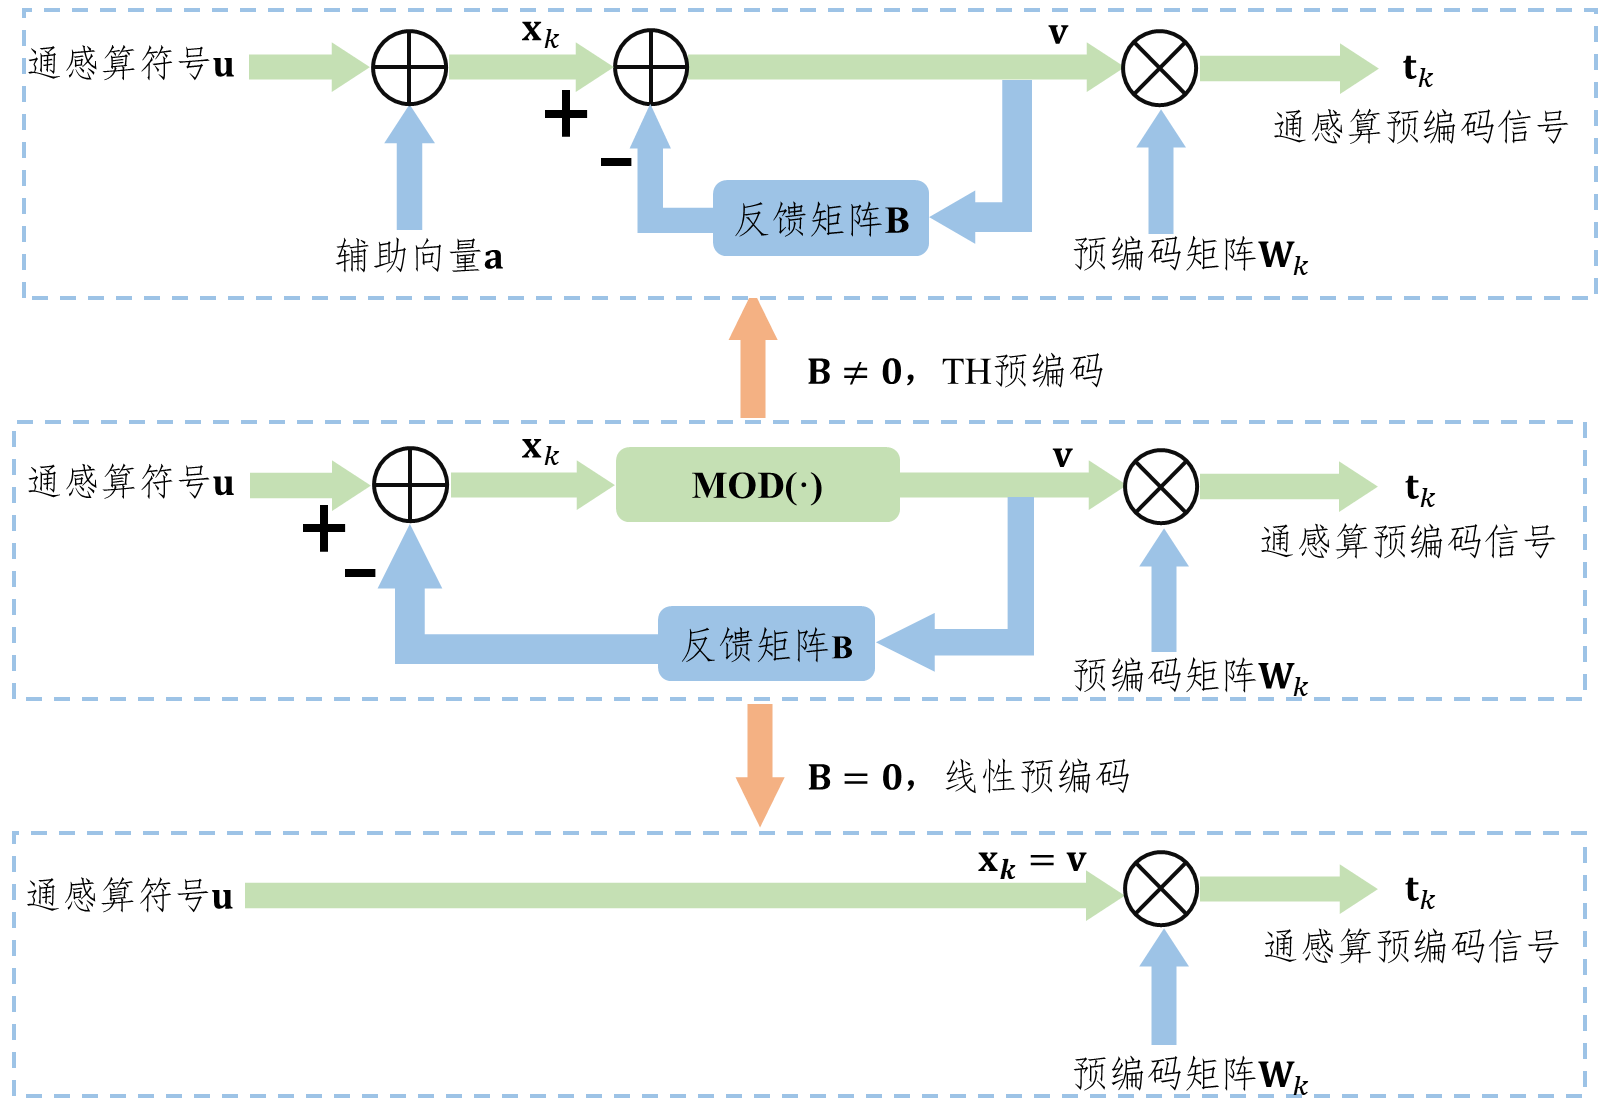 通感算符号u
x_k
v
t_k
通感算预编码信号
+
−
反馈矩阵B
辅助向量a
预编码矩阵W_k
B ≠ 0，TH预编码
通感算符号u
x_k
MOD(·)
v
t_k
通感算预编码信号
+
−
反馈矩阵B
预编码矩阵W_k
B = 0，线性预编码
通感算符号u
x_k = v
t_k
通感算预编码信号
预编码矩阵W_k